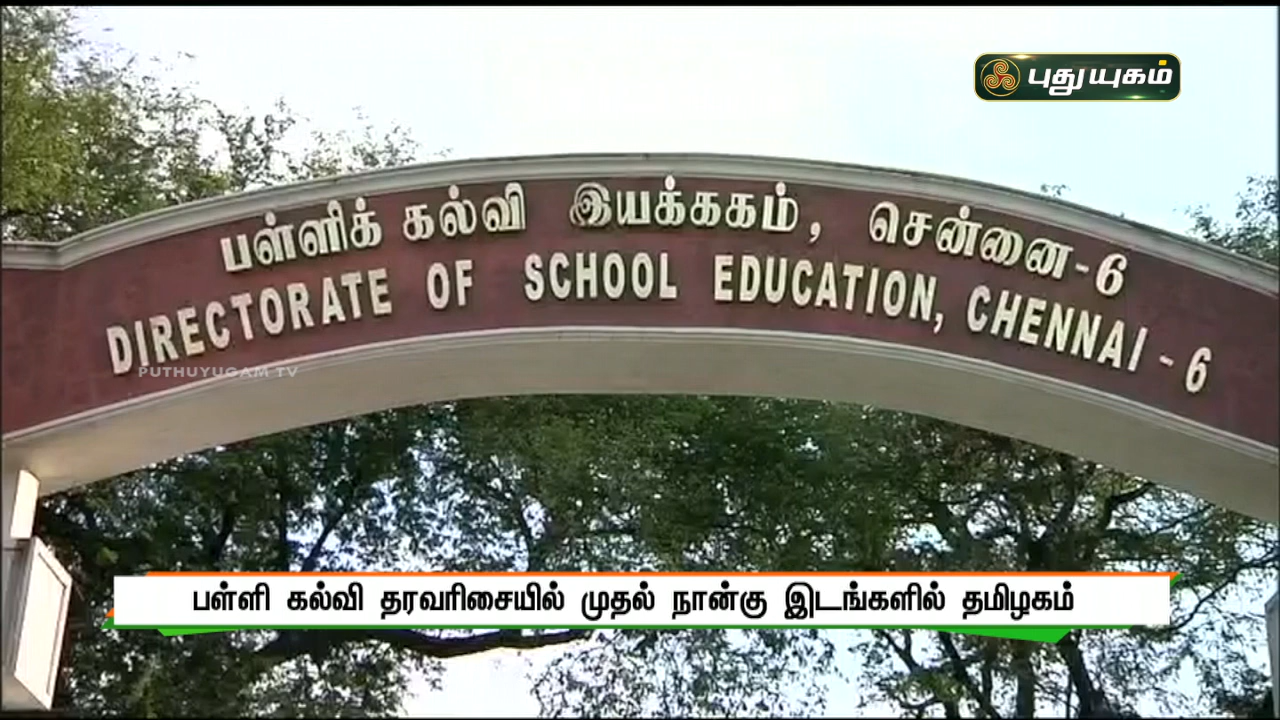 புதுயுகம்
பள்ளிக் கல்வி இயக்ககம், சென்னை-6
DIRECTORATE OF SCHOOL EDUCATION, CHENNAI - 6
PUTHUYUGAM TV
பள்ளி கல்வி தரவரிசையில் முதல் நான்கு இடங்களில் தமிழகம்